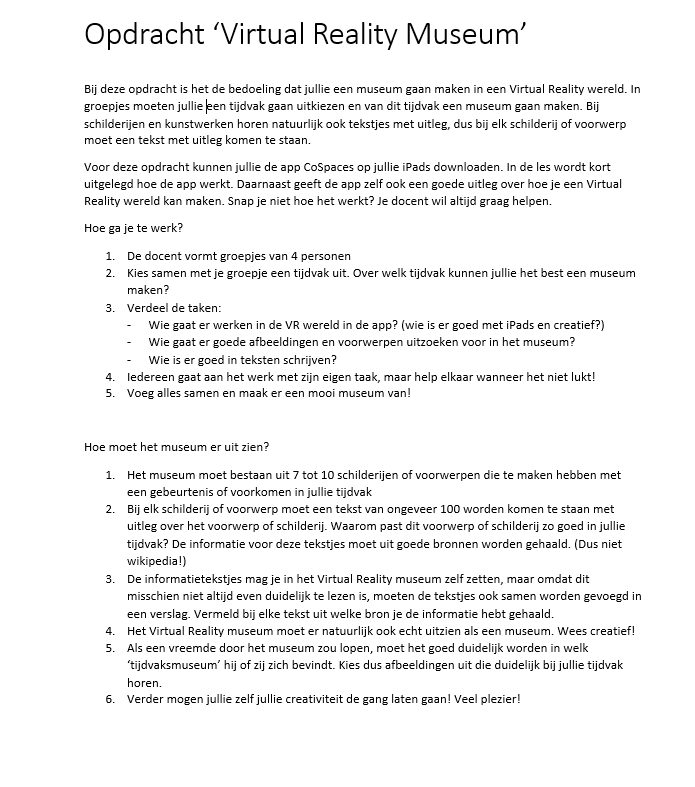 Opdracht ‘Virtual Reality Museum’
Bij deze opdracht is het de bedoeling dat jullie een museum gaan maken in een Virtual Reality wereld. In
groepjes moeten jullie een tijdvak gaan uitkiezen en van dit tijdvak een museum gaan maken. Bij
schilderijen en kunstwerken horen natuurlijk ook tekstjes met uitleg, dus bij elk schilderij of voorwerp
moet een tekst met uitleg komen te staan.
Voor deze opdracht kunnen jullie de app CoSpaces op jullie iPads downloaden. In de les wordt kort
uitgelegd hoe de app werkt. Daarnaast geeft de app zelf ook een goede uitleg over hoe je een Virtual
Reality wereld kan maken. Snap je niet hoe het werkt? Je docent wil altijd graag helpen.
Hoe ga je te werk?
1. De docent vormt groepjes van 4 personen
2. Kies samen met je groepje een tijdvak uit. Over welk tijdvak kunnen jullie het best een museum
maken?
3. Verdeel de taken:
- Wie gaat er werken in de VR wereld in de app? (wie is er goed met iPads en creatief?)
- Wie gaat er goede afbeeldingen en voorwerpen uitzoeken voor in het museum?
- Wie is er goed in teksten schrijven?
4. Iedereen gaat aan het werk met zijn eigen taak, maar help elkaar wanneer het niet lukt!
5. Voeg alles samen en maak er een mooi museum van!
Hoe moet het museum er uit zien?
1. Het museum moet bestaan uit 7 tot 10 schilderijen of voorwerpen die te maken hebben met
een gebeurtenis of voorkomen in jullie tijdvak
2. Bij elk schilderij of voorwerp moet een tekst van ongeveer 100 worden komen te staan met
uitleg over het voorwerp of schilderij. Waarom past dit voorwerp of schilderij zo goed in jullie
tijdvak? De informatie voor deze tekstjes moet uit goede bronnen worden gehaald. (Dus niet
wikipedia!)
3. De informatietekstjes mag je in het Virtual Reality museum zelf zetten, maar omdat dit
misschien niet altijd even duidelijk te lezen is, moeten de tekstjes ook samen worden gevoegd in
een verslag. Vermeld bij elke tekst uit welke bron je de informatie hebt gehaald.
4. Het Virtual Reality museum moet er natuurlijk ook echt uitzien als een museum. Wees creatief!
5. Als een vreemde door het museum zou lopen, moet het goed duidelijk worden in welk
‘tijdvaksmuseum’ hij of zij zich bevindt. Kies dus afbeeldingen uit die duidelijk bij jullie tijdvak
horen.
6. Verder mogen jullie zelf jullie creativiteit de gang laten gaan! Veel plezier!